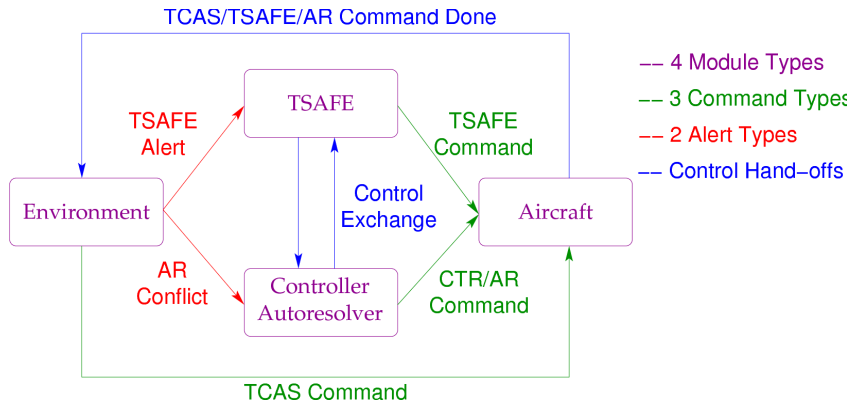 TCAS/TSAFE/AR Command Done
−− 4 Module Types
−− 3 Command Types
−− 2 Alert Types
−− Control Hand−offs
TSAFE
TSAFE
Alert
TSAFE
Command
Control
Exchange
Environment
Aircraft
AR
Conflict
Controller
Autoresolver
CTR/AR
Command
TCAS Command